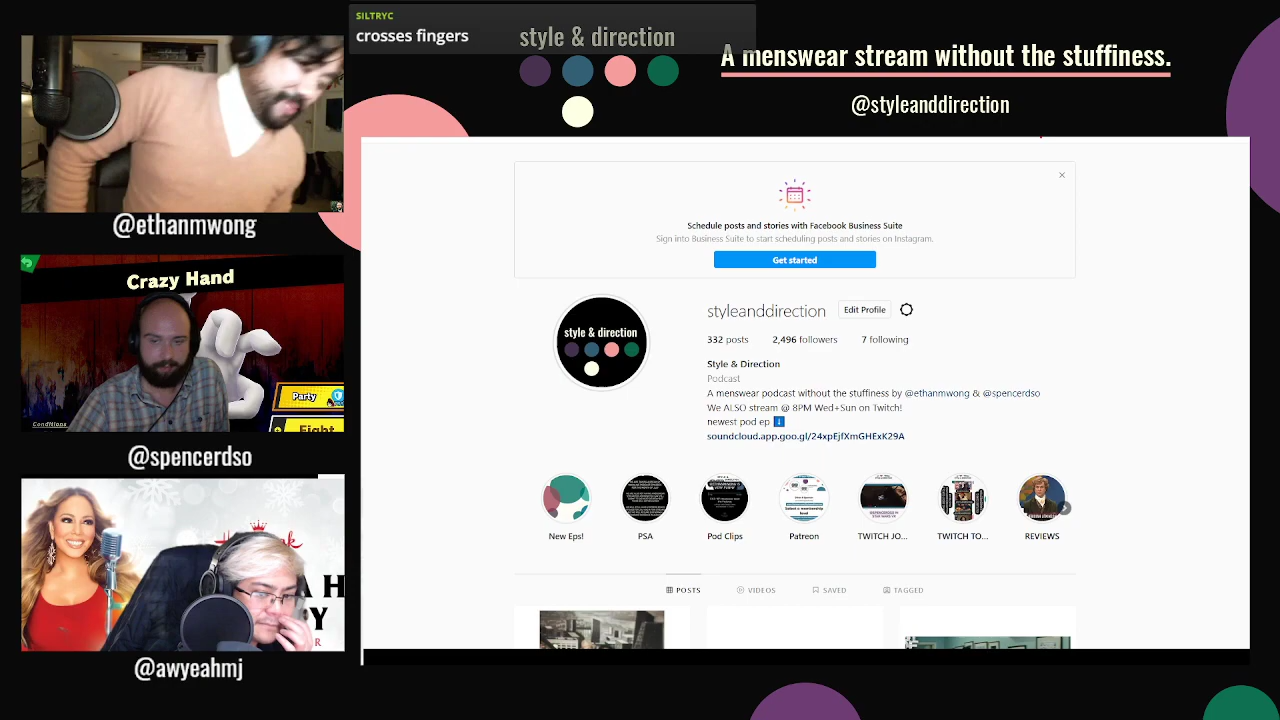 SILTRYC
crosses fingers
style & direction
A menswear stream without the stuffiness.
@styleanddirection
@ethanmwong
Crazy Hand
Party
Fight
@spencerdso
@awyeahmj
Schedule posts and stories with Facebook Business Suite
Sign into Business Suite to start scheduling posts and stories on Instagram.
Get started
style & direction
styleanddirection
Edit Profile
332 posts 2,496 followers 7 following
Style & Direction
Podcast
A menswear podcast without the stuffiness by @ethanmwong & @spencerdso
We ALSO stream @ 8PM Wed+Sun on Twitch!
newest pod ep ⬇
soundcloud.app.goo.gl/24xpEjfXmGHExK29A
New Eps! PSA Pod Clips Patreon TWITCH JO... TWITCH TO... REVIEWS
POSTS VIDEOS SAVED TAGGED